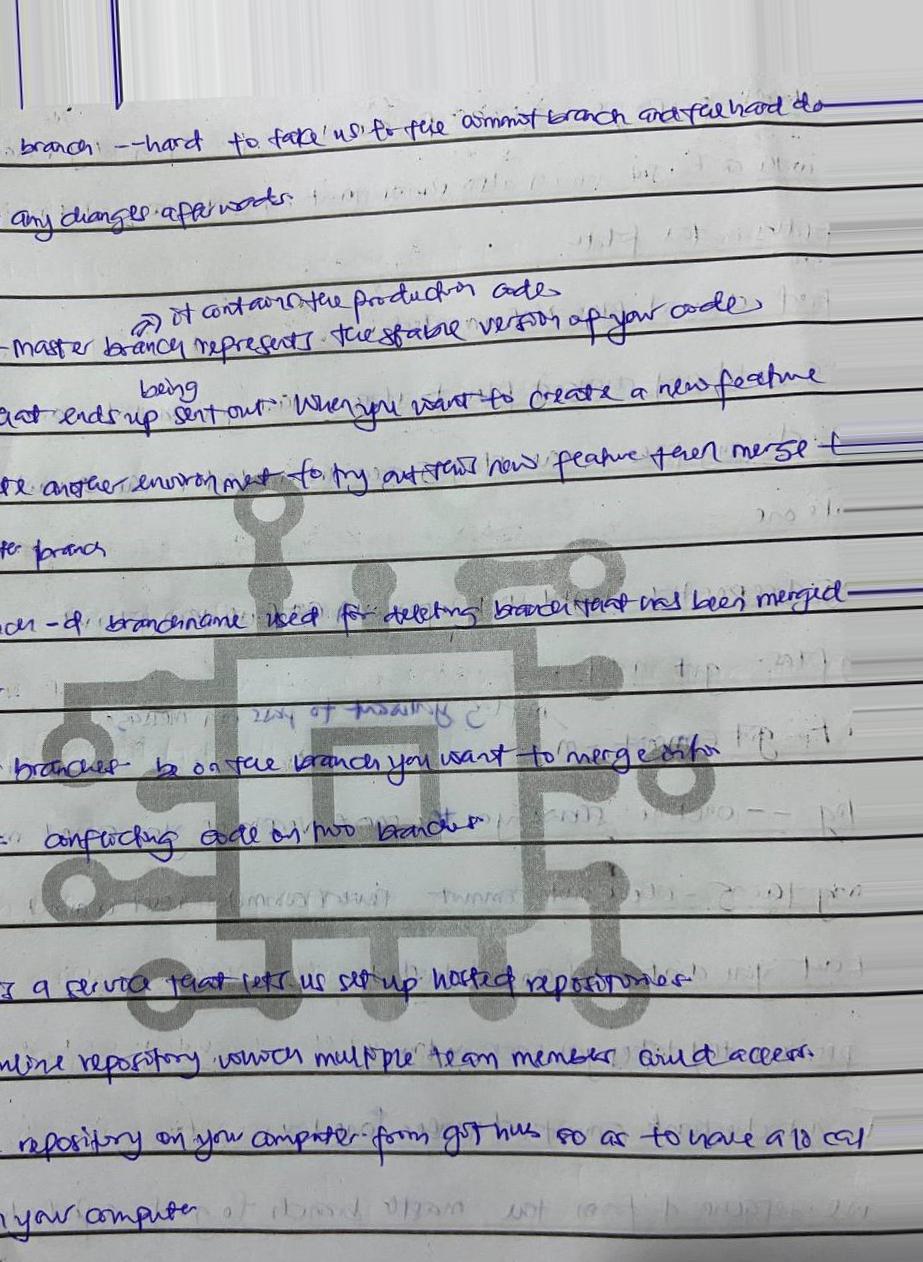 branch --hard to take us to the commit branch and the hard do
any changes afterwards.
→ it contains the production code
- master branch represents the stable version of your code
being
ends up sent out. When you want to create a new feature
another environment to try out this new feature then merge t
branch
-d branchname used for deleting branch that has been merged
branches be on the branch you want to merge onto
conflicting code on two branches
a service that lets us set up hosted repositories
repository which multiple team members could access.
repository on your computer from github so as to have a local
your computer